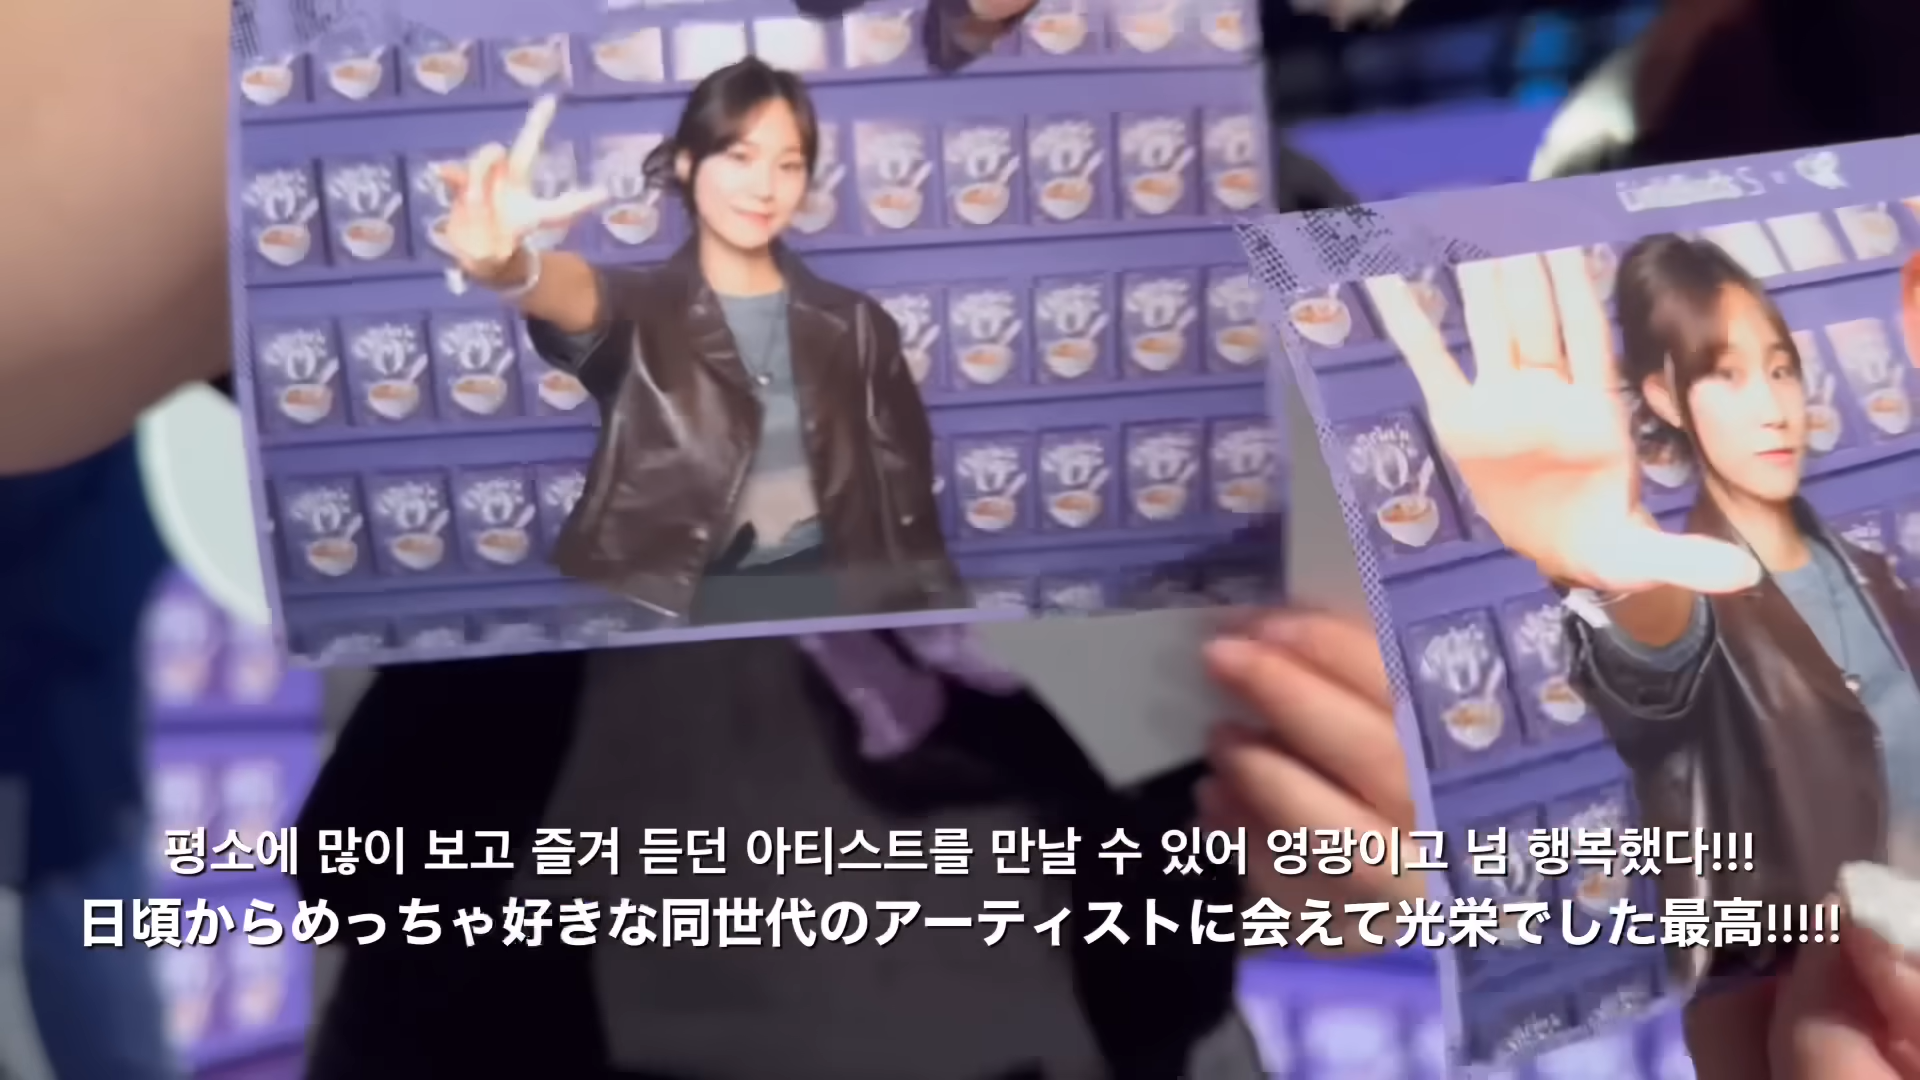 평소에 많이 보고 즐겨 듣던 아티스트를 만날 수 있어 영광이고 넘 행복했다!!!
日頃からめっちゃ好きな同世代のアーティストに会えて光栄でした最高!!!!!